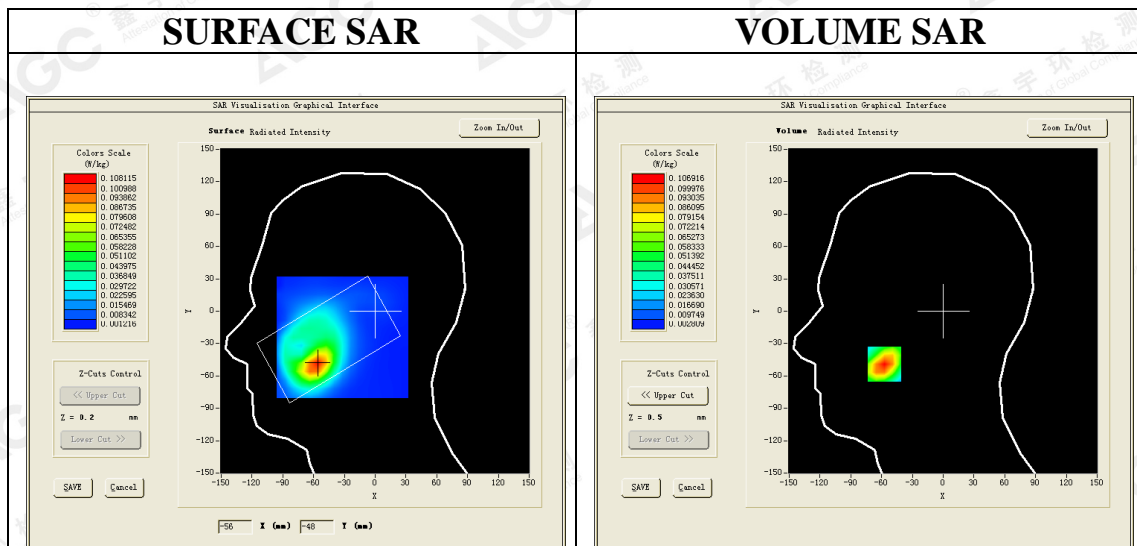 SURFACE SAR
VOLUME SAR
SAR Visualisation Graphical Interface
Surface Radiated Intensity
Zoom In/Out
Colors Scale
(W/kg)
0.108115
0.100988
0.093862
0.086735
0.079608
0.072482
0.065355
0.058228
0.051102
0.043975
0.036849
0.029722
0.022595
0.015469
0.008342
0.001216
Z-Cuts Control
<< Upper Cut
Z = 0.2 mm
Lower Cut >>
SAVE Cancel
150
120
90
60
30
0
-30
-60
-90
-120
-150
Y
-150 -120 -90 -60 -30 0 30 60 90 120 150
X
-56 X (mm) -48 Y (mm)
SAR Visualisation Graphical Interface
Volume Radiated Intensity
Zoom In/Out
Colors Scale
(W/kg)
0.106916
0.099976
0.093035
0.086095
0.079154
0.072214
0.065273
0.058333
0.051392
0.044452
0.037511
0.030571
0.023630
0.016690
0.009749
0.002809
Z-Cuts Control
<< Upper Cut
Z = 0.5 mm
Lower Cut >>
SAVE Cancel
150
120
90
60
30
0
-30
-60
-90
-120
-150
Y
-150 -120 -90 -60 -30 0 30 60 90 120 150
X